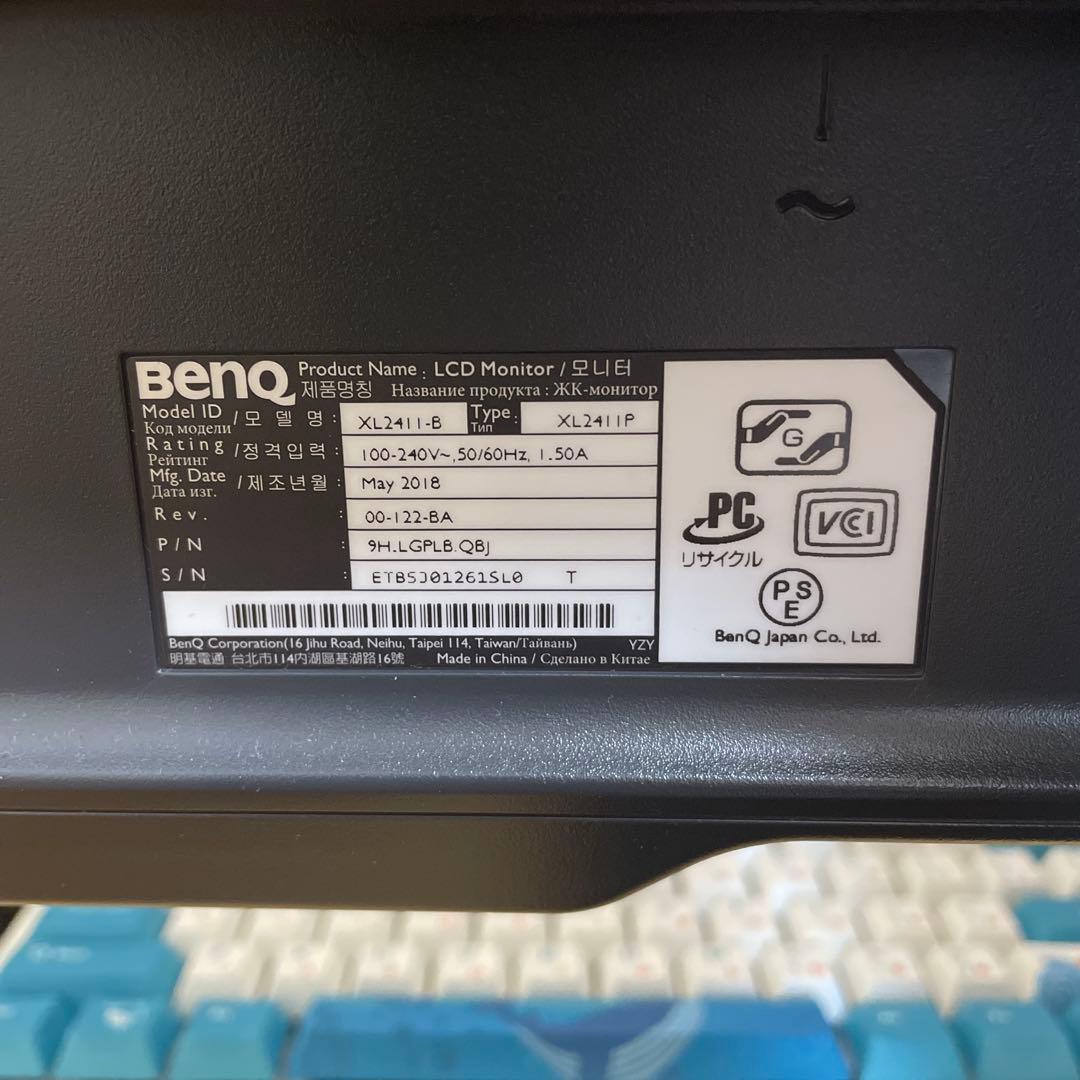 BenQ Product Name : LCD Monitor / 모니터
제품명칭 Название продукта : ЖК-монитор
Model ID / 모 델 명 : XL2411-B Type : XL2411P
Код модели Тип
Rating / 정격입력 : 100-240V~,50/60Hz, 1.50A
Рейтинг
Mfg. Date / 제조년월 : May 2018
Дата изг.
Rev. : 00-122-BA
P/N : 9H.LGPLB.QBJ
S/N : ETB5J01261SL0 T
BenQ Corporation(16 Jihu Road, Neihu, Taipei 114, Taiwan/Тайвань) YZY
明基電通 台北市114內湖區基湖路16號 Made in China / Сделано в Китае
G
PC
リサイクル
VCCI
PSE
BenQ Japan Co., Ltd.